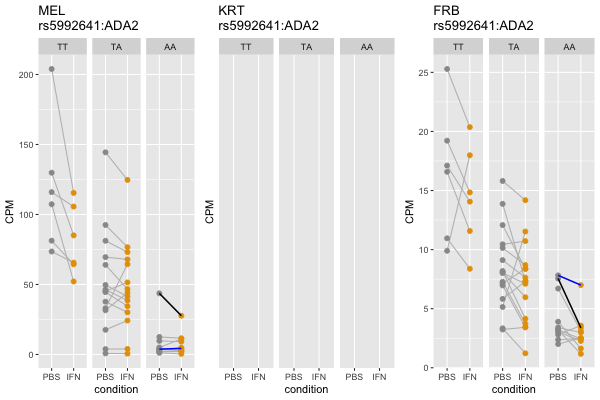 MEL
rs5992641:ADA2
TT TA AA
CPM
200
150
100
50
0
PBS IFN PBS IFN PBS IFN
condition
KRT
rs5992641:ADA2
TT TA AA
CPM
PBS IFN PBS IFN PBS IFN
condition
FRB
rs5992641:ADA2
TT TA AA
CPM
25
20
15
10
5
0
PBS IFN PBS IFN PBS IFN
condition